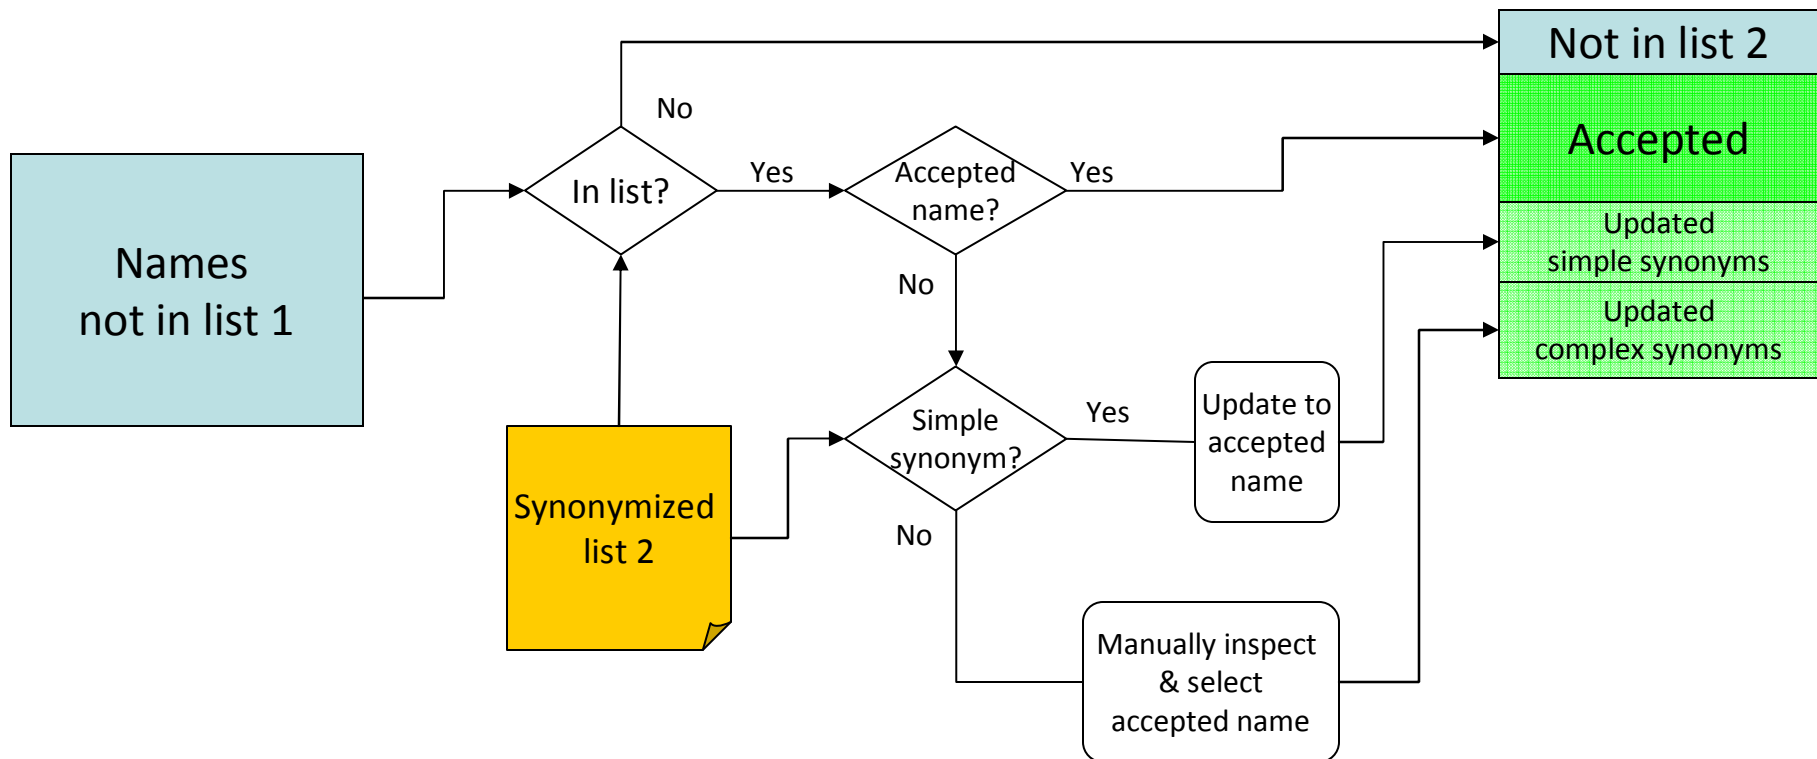 Not in list 2
No
Accepted
Yes
Accepted
name?
Yes
In list?
Names
not in list 1
Updated
simple synonyms
No
Updated
complex synonyms
Simple
synonym?
Yes
Update to
accepted
name
Synonymized
list 2
No
Manually inspect
& select
accepted name